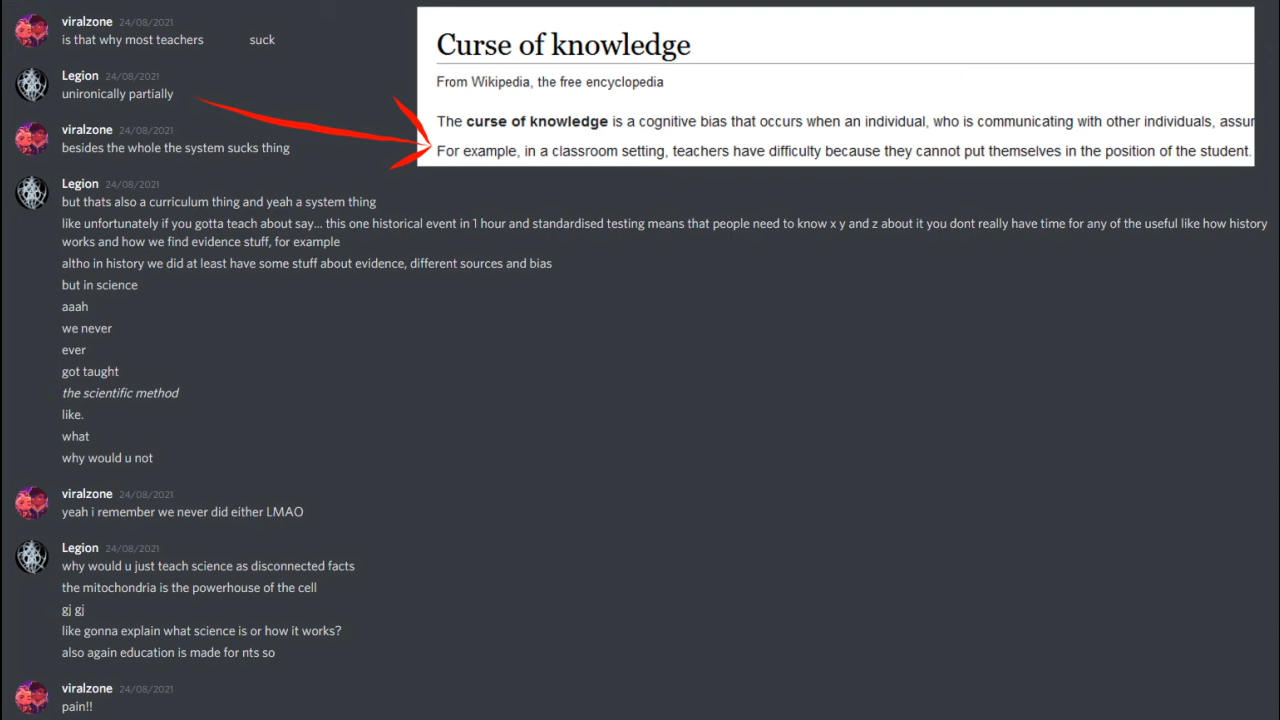 viralzone 24/08/2021
is that why most teachers suck
Legion 24/08/2021
unironically partially
viralzone 24/08/2021
besides the whole the system sucks thing
Legion 24/08/2021
but thats also a curriculum thing and yeah a system thing
like unfortunately if you gotta teach about say... this one historical event in 1 hour and standardised testing means that people need to know x y and z about it you dont really have time for any of the useful like how history
works and how we find evidence stuff, for example
altho in history we did at least have some stuff about evidence, different sources and bias
but in science
aaah
we never
ever
got taught
the scientific method
like.
what
why would u not
viralzone 24/08/2021
yeah i remember we never did either LMAO
Legion 24/08/2021
why would u just teach science as disconnected facts
the mitochondria is the powerhouse of the cell
gj gj
like gonna explain what science is or how it works?
also again education is made for nts so
viralzone 24/08/2021
pain!!
Curse of knowledge
From Wikipedia, the free encyclopedia
The curse of knowledge is a cognitive bias that occurs when an individual, who is communicating with other individuals, assur
For example, in a classroom setting, teachers have difficulty because they cannot put themselves in the position of the student.